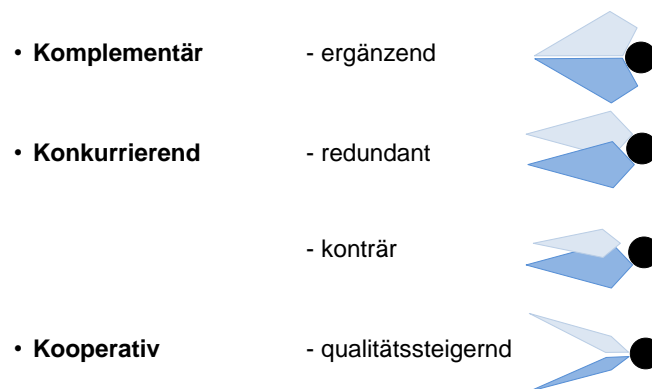 • Komplementär - ergänzend
• Konkurrierend - redundant
- konträr
• Kooperativ - qualitätssteigernd